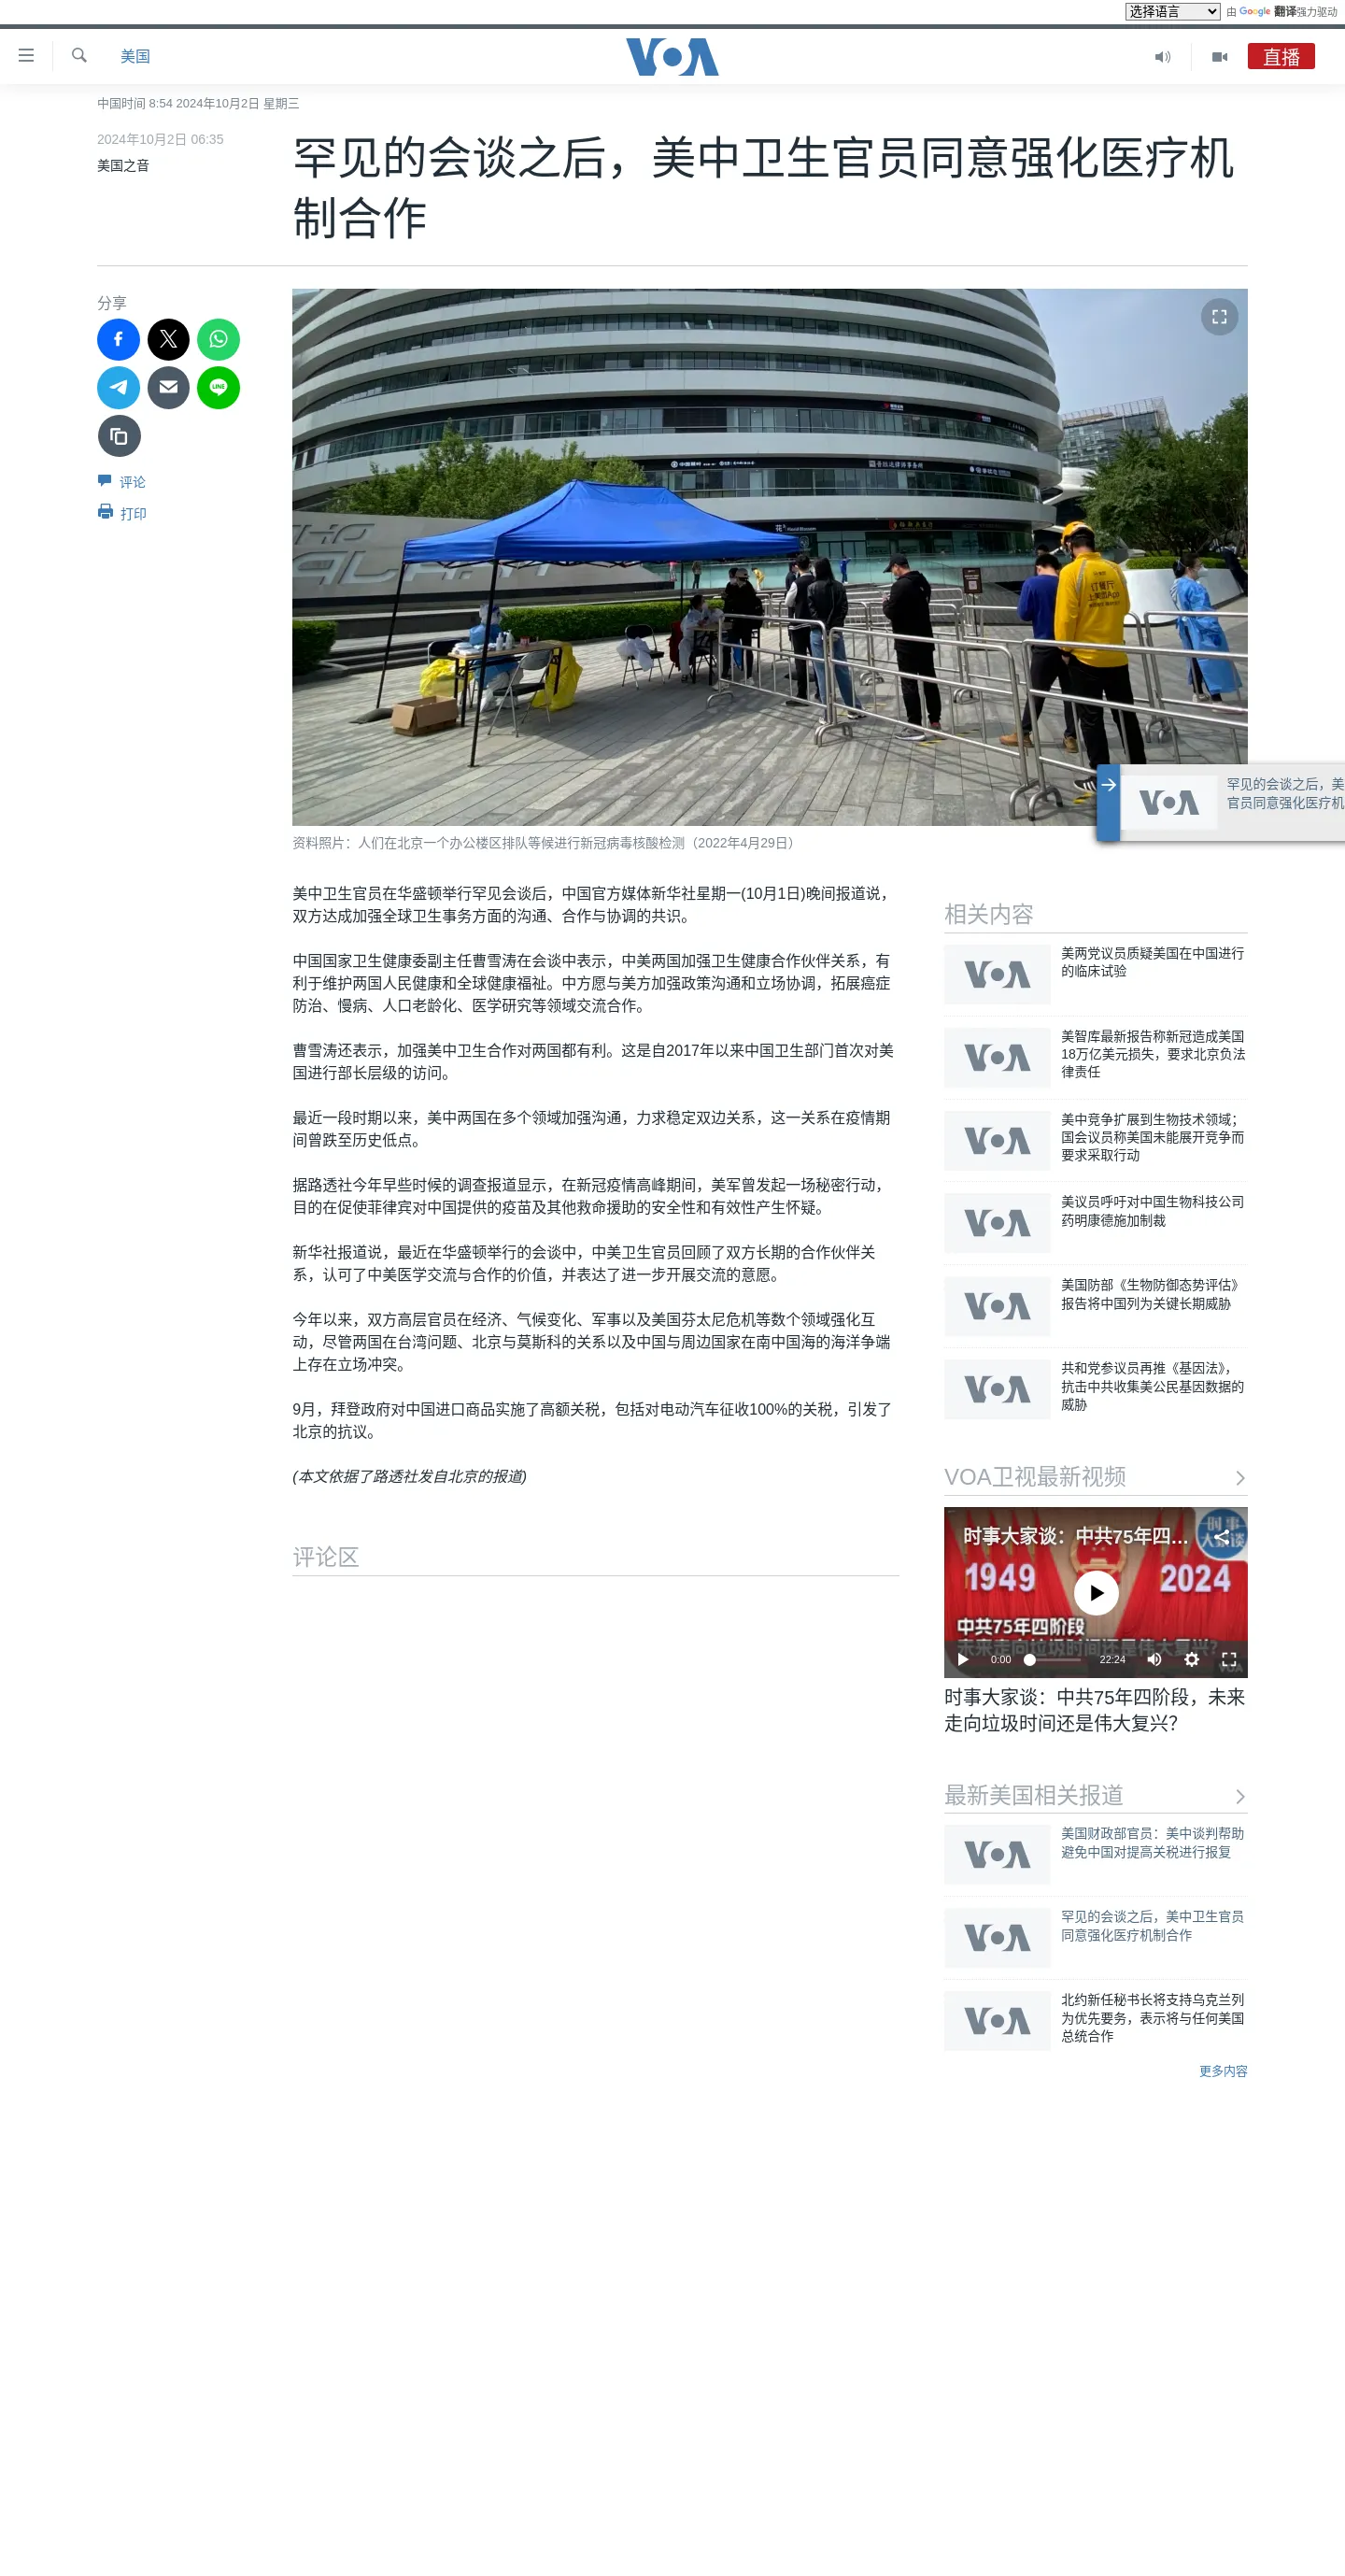 选择语言 由 Google 翻译强力驱动
美国
VOA
直播
中国时间 8:54 2024年10月2日 星期三
2024年10月2日 06:35
美国之音
罕见的会谈之后，美中卫生官员同意强化医疗机
制合作
分享
LINE
评论
打印
订餐厅
上美团App
罕见的会谈之后，美
官员同意强化医疗机
VOA
资料照片：人们在北京一个办公楼区排队等候进行新冠病毒核酸检测（2022年4月29日）
美中卫生官员在华盛顿举行罕见会谈后，中国官方媒体新华社星期一(10月1日)晚间报道说，
双方达成加强全球卫生事务方面的沟通、合作与协调的共识。
中国国家卫生健康委副主任曹雪涛在会谈中表示，中美两国加强卫生健康合作伙伴关系，有
利于维护两国人民健康和全球健康福祉。中方愿与美方加强政策沟通和立场协调，拓展癌症
防治、慢病、人口老龄化、医学研究等领域交流合作。
曹雪涛还表示，加强美中卫生合作对两国都有利。这是自2017年以来中国卫生部门首次对美
国进行部长层级的访问。
最近一段时期以来，美中两国在多个领域加强沟通，力求稳定双边关系，这一关系在疫情期
间曾跌至历史低点。
据路透社今年早些时候的调查报道显示，在新冠疫情高峰期间，美军曾发起一场秘密行动，
目的在促使菲律宾对中国提供的疫苗及其他救命援助的安全性和有效性产生怀疑。
新华社报道说，最近在华盛顿举行的会谈中，中美卫生官员回顾了双方长期的合作伙伴关
系，认可了中美医学交流与合作的价值，并表达了进一步开展交流的意愿。
今年以来，双方高层官员在经济、气候变化、军事以及美国芬太尼危机等数个领域强化互
动，尽管两国在台湾问题、北京与莫斯科的关系以及中国与周边国家在南中国海的海洋争端
上存在立场冲突。
9月，拜登政府对中国进口商品实施了高额关税，包括对电动汽车征收100%的关税，引发了
北京的抗议。
(本文依据了路透社发自北京的报道)
评论区
相关内容
VOA
美两党议员质疑美国在中国进行
的临床试验
VOA
美智库最新报告称新冠造成美国
18万亿美元损失，要求北京负法
律责任
VOA
美中竞争扩展到生物技术领域；
国会议员称美国未能展开竞争而
要求采取行动
VOA
美议员呼吁对中国生物科技公司
药明康德施加制裁
VOA
美国防部《生物防御态势评估》
报告将中国列为关键长期威胁
VOA
共和党参议员再推《基因法》，
抗击中共收集美公民基因数据的
威胁
VOA卫视最新视频
时事大家谈：中共75年四...
时事
大家谈
1949 2024
中共75年四阶段
未来走向垃圾时间还是伟大复兴?
VOA
0:00 22:24
时事大家谈：中共75年四阶段，未来
走向垃圾时间还是伟大复兴？
最新美国相关报道
VOA
美国财政部官员：美中谈判帮助
避免中国对提高关税进行报复
VOA
罕见的会谈之后，美中卫生官员
同意强化医疗机制合作
VOA
北约新任秘书长将支持乌克兰列
为优先要务，表示将与任何美国
总统合作
更多内容